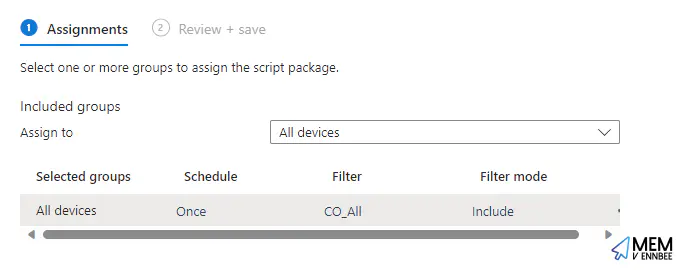 1 Assignments 2 Review + save
Select one or more groups to assign the script package.
Included groups
Assign to All devices
Selected groups Schedule Filter Filter mode
All devices Once CO_All Include
MEM
V ENNBEE